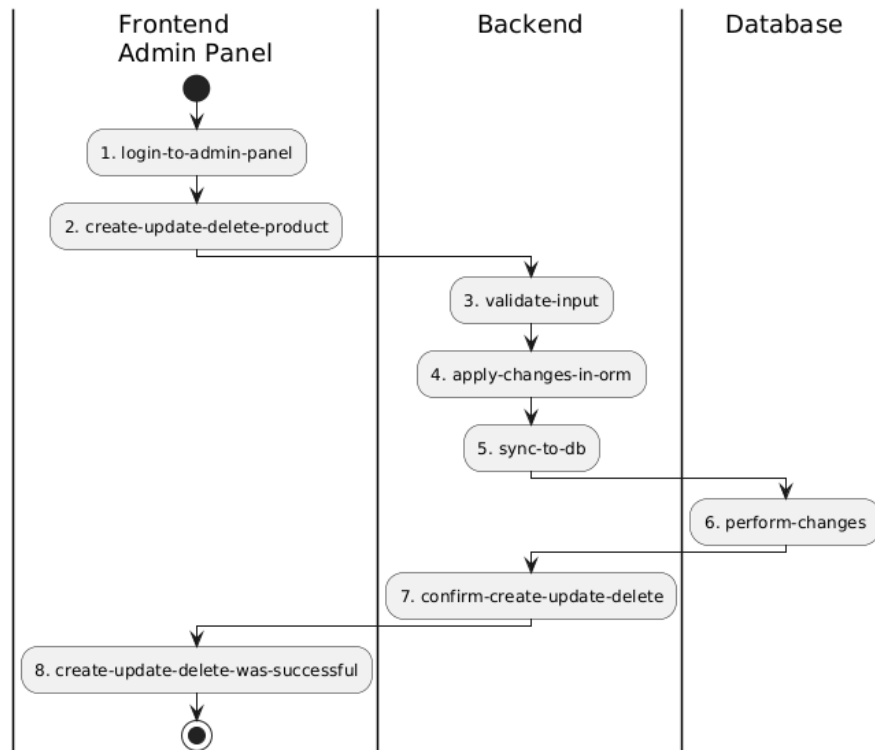 Frontend
Admin Panel
Backend
Database
1. login-to-admin-panel
2. create-update-delete-product
3. validate-input
4. apply-changes-in-orm
5. sync-to-db
6. perform-changes
7. confirm-create-update-delete
8. create-update-delete-was-successful